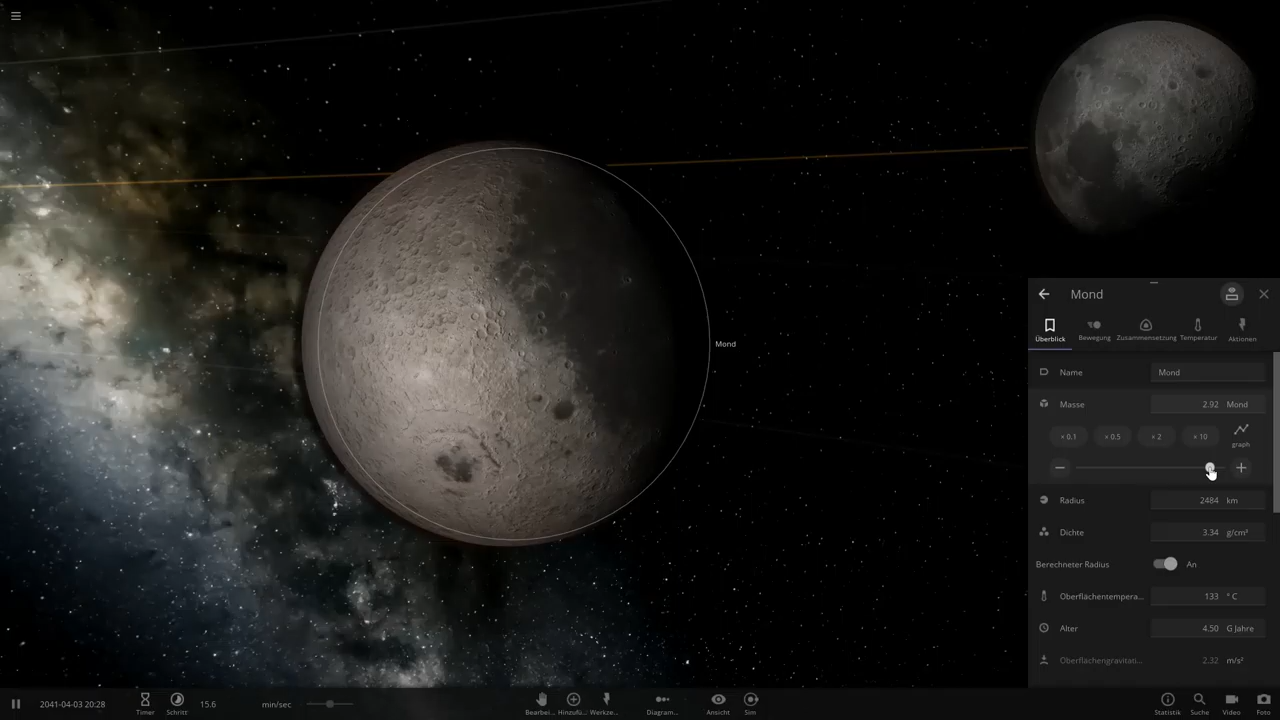 Mond
Mond
Überblick
Bewegung
Zusammensetzung
Temperatur
Aktionen
Name Mond
Masse 2.92 Mond
× 0.1 × 0.5 × 2 × 10 graph
Radius 2484 km
Dichte 3.34 g/cm³
Berechneter Radius An
Oberflächentempera... 133 ° C
Alter 4.50 G Jahre
Oberflächengravitati... 2.32 m/s²
2041-04-03 20:28
Timer
Schritt
15.6 min/sec
Bearbei...
Hinzufü...
Werkze...
Diagram...
Ansicht
Sim
Statistik
Suche
Video
Foto